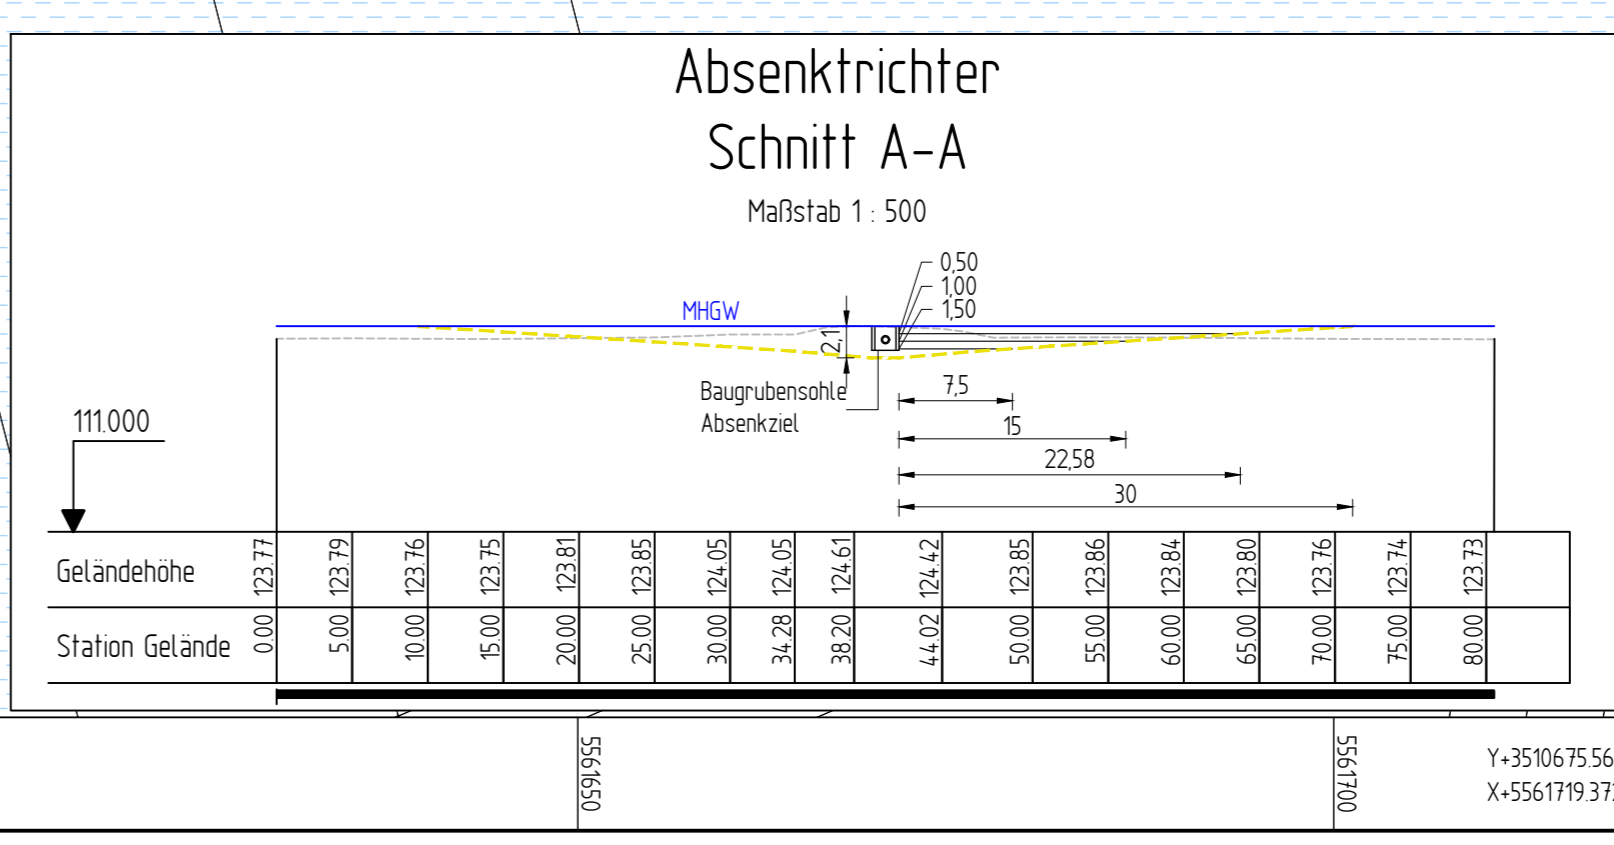 Absenktrichter
Schnitt A-A
Maßstab 1 : 500
0,50
1,00
1,50
MHGW
2,1
Baugrubensohle
Absenkziel
7,5
15
22,58
30
111.000
Geländehöhe 123.77 123.79 123.76 123.75 123.81 123.85 124.05 124.05 124.61 124.42 123.85 123.86 123.84 123.80 123.76 123.74 123.73
Station Gelände 0.00 5.00 10.00 15.00 20.00 25.00 30.00 34.28 38.20 44.02 50.00 55.00 60.00 65.00 70.00 75.00 80.00
5561650
5561700
Y+3510675.56
X+5561719.37